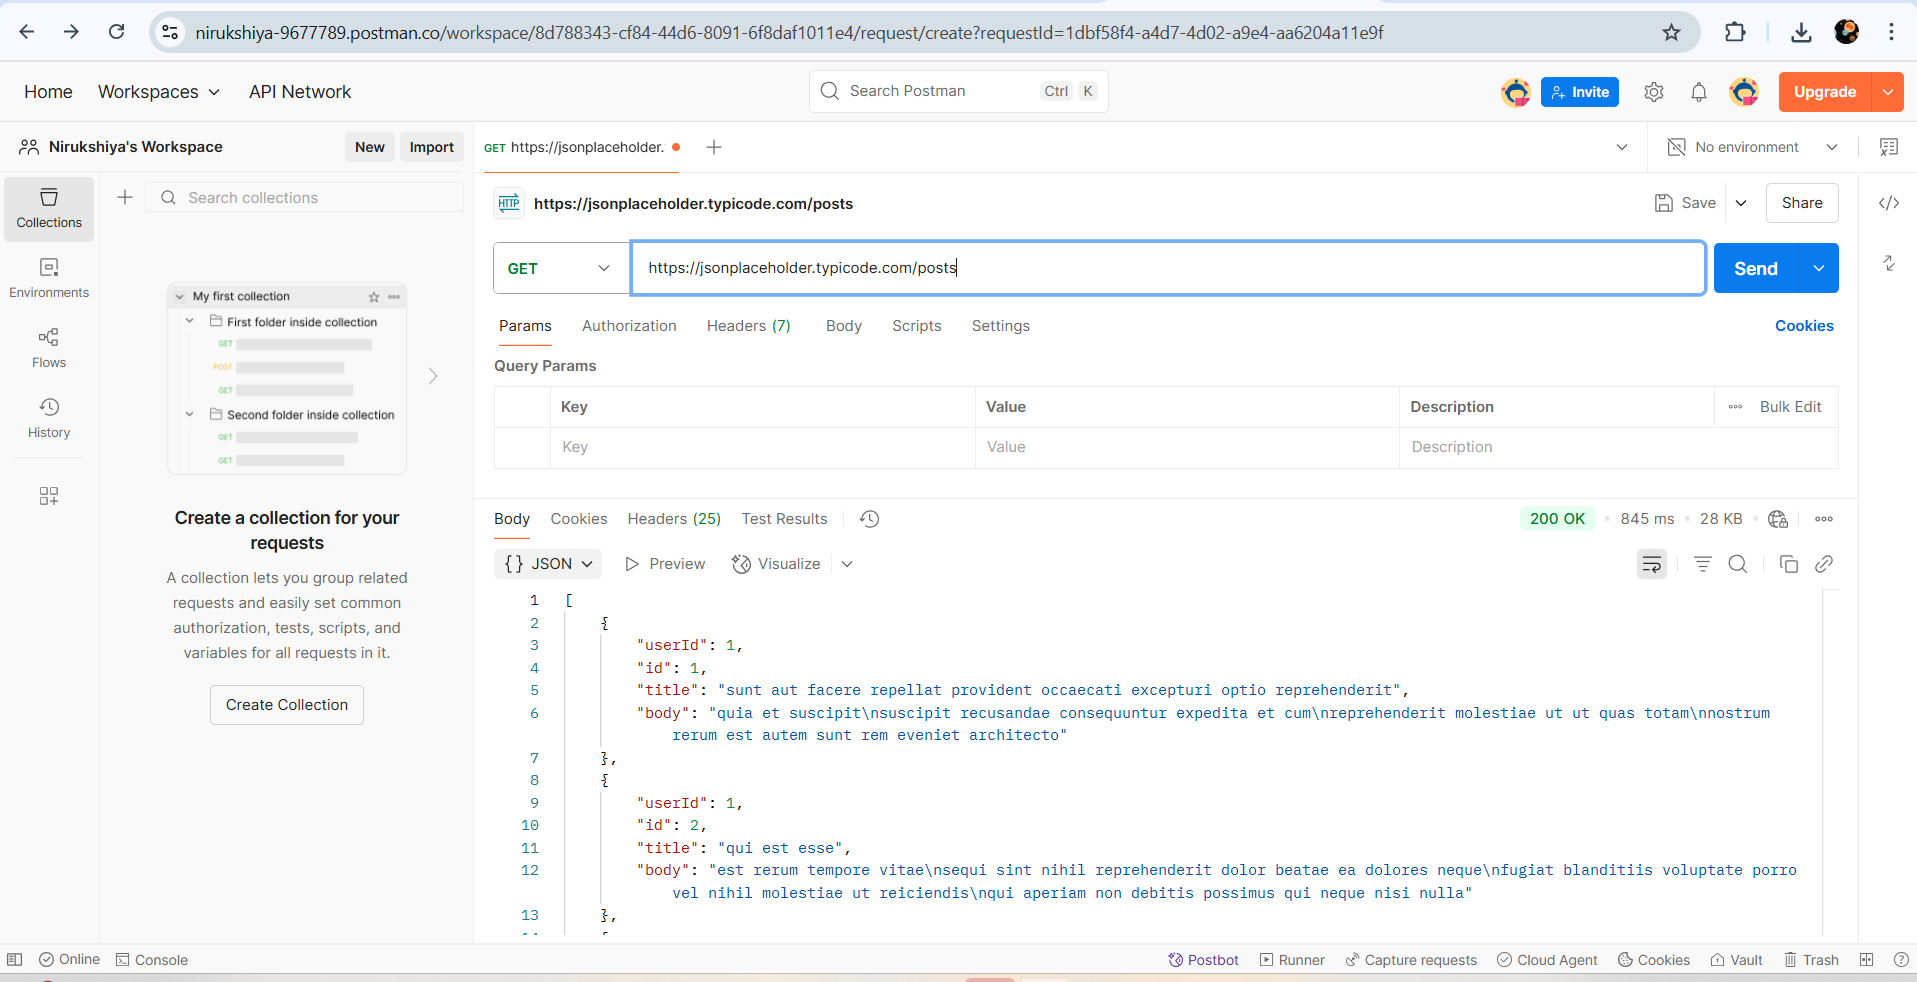 nirukshiya-9677789.postman.co/workspace/8d788343-cf84-44d6-8091-6f8daf1011e4/request/create?requestId=1dbf58f4-a4d7-4d02-a9e4-aa6204a11e9f
Home Workspaces API Network Search Postman Ctrl K Invite Upgrade
Nirukshiya's Workspace New Import GET https://jsonplaceholder. No environment
Collections
Search collections
https://jsonplaceholder.typicode.com/posts Save Share
Environments
Flows
History
My first collection
First folder inside collection
GET
POST
GET
Second folder inside collection
GET
GET
Create a collection for your
requests
A collection lets you group related
requests and easily set common
authorization, tests, scripts, and
variables for all requests in it.
Create Collection
GET https://jsonplaceholder.typicode.com/posts Send
Params Authorization Headers (7) Body Scripts Settings Cookies
Query Params
Key Value Description Bulk Edit
Key Value Description
Body Cookies Headers (25) Test Results 200 OK 845 ms 28 KB
{} JSON Preview Visualize
1 [
2 {
3 "userId": 1,
4 "id": 1,
5 "title": "sunt aut facere repellat provident occaecati excepturi optio reprehenderit",
6 "body": "quia et suscipit\nsuscipit recusandae consequuntur expedita et cum\nreprehenderit molestiae ut ut quas totam\nnostrum
rerum est autem sunt rem eveniet architecto"
7 },
8 {
9 "userId": 1,
10 "id": 2,
11 "title": "qui est esse",
12 "body": "est rerum tempore vitae\nsequi sint nihil reprehenderit dolor beatae ea dolores neque\nfugiat blanditiis voluptate porro
vel nihil molestiae ut reiciendis\nqui aperiam non debitis possimus qui neque nisi nulla"
13 },
Online Console Postbot Runner Capture requests Cloud Agent Cookies Vault Trash